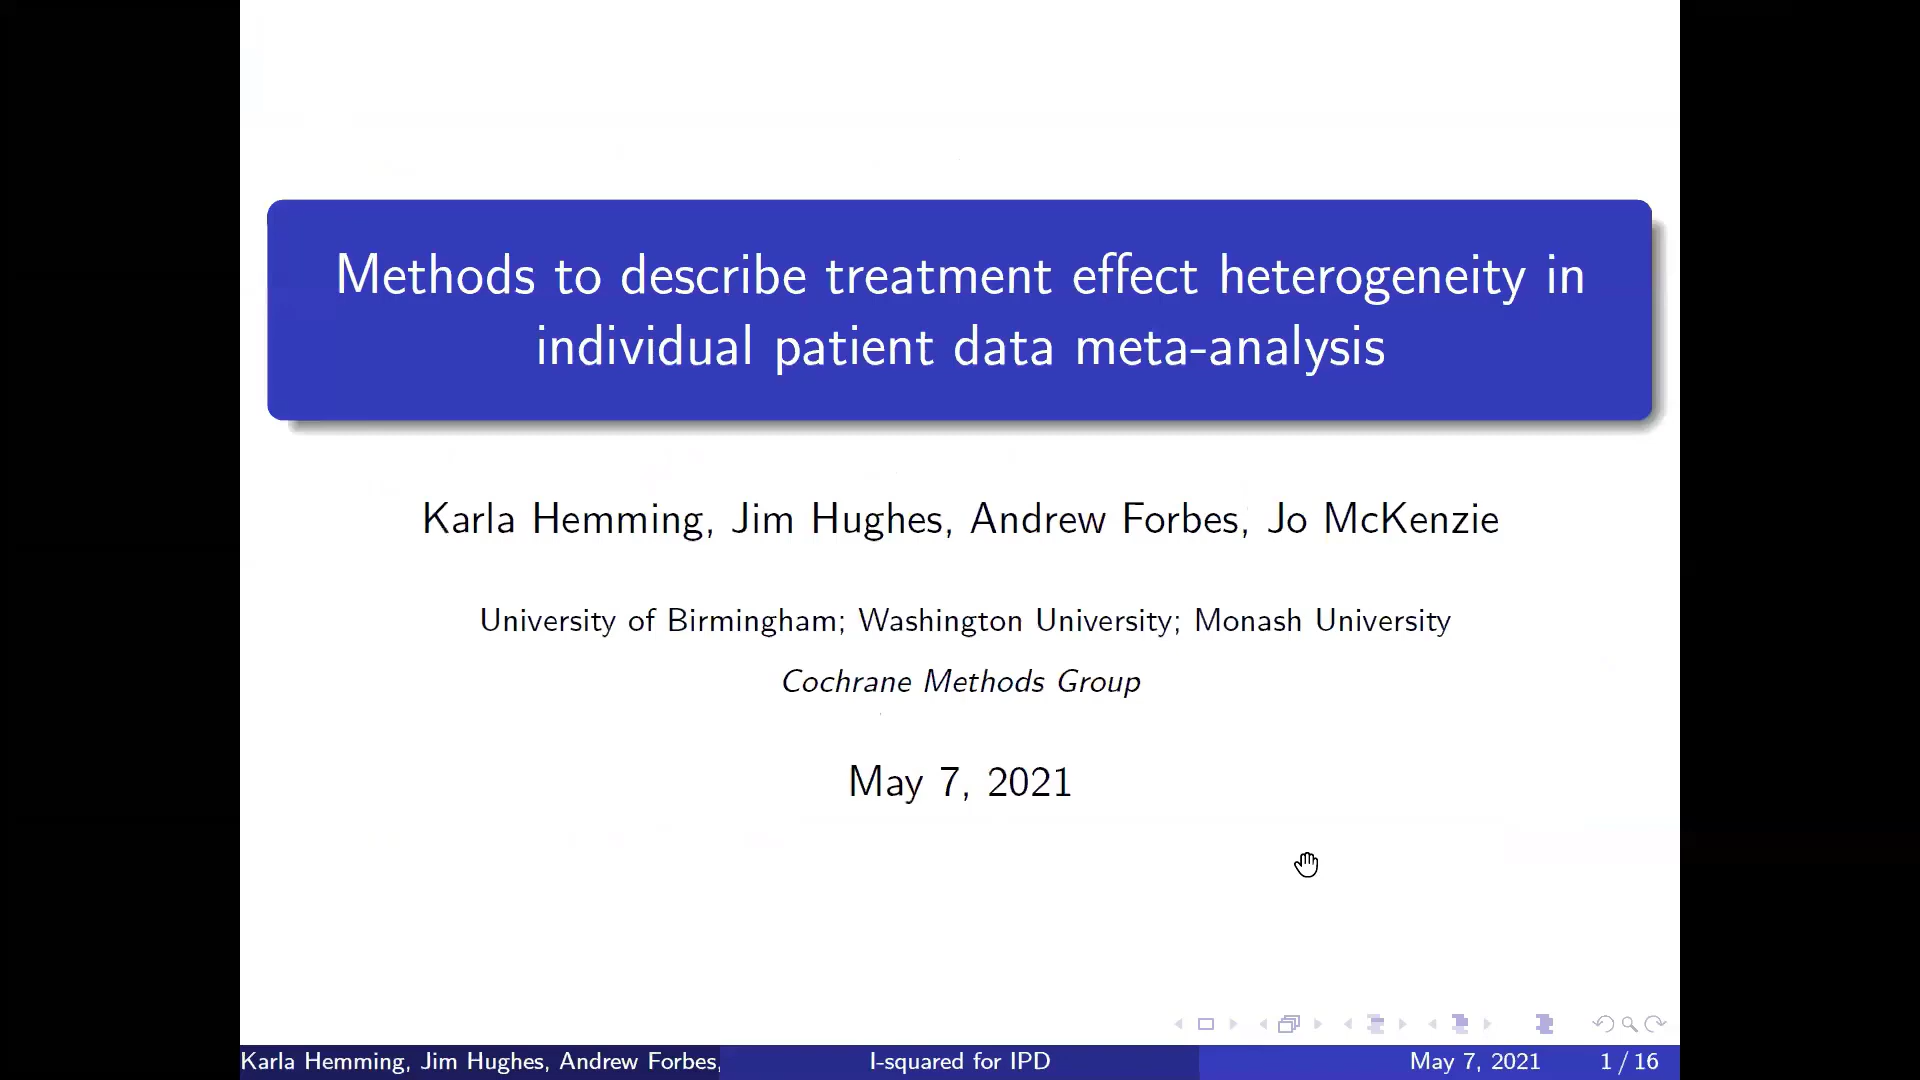 Methods to describe treatment effect heterogeneity in
individual patient data meta-analysis
Karla Hemming, Jim Hughes, Andrew Forbes, Jo McKenzie
University of Birmingham; Washington University; Monash University
Cochrane Methods Group
May 7, 2021
Karla Hemming, Jim Hughes, Andrew Forbes,
I-squared for IPD
May 7, 2021
1 / 16